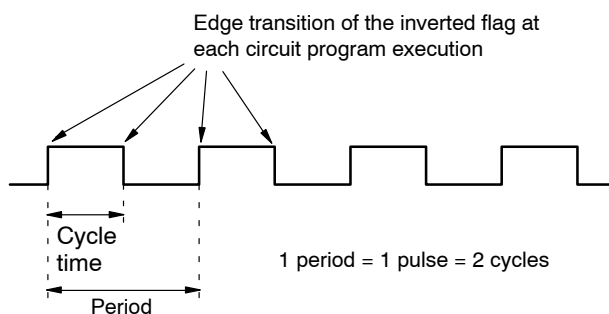 Edge transition of the inverted flag at
each circuit program execution
Cycle
time
1 period = 1 pulse = 2 cycles
Period